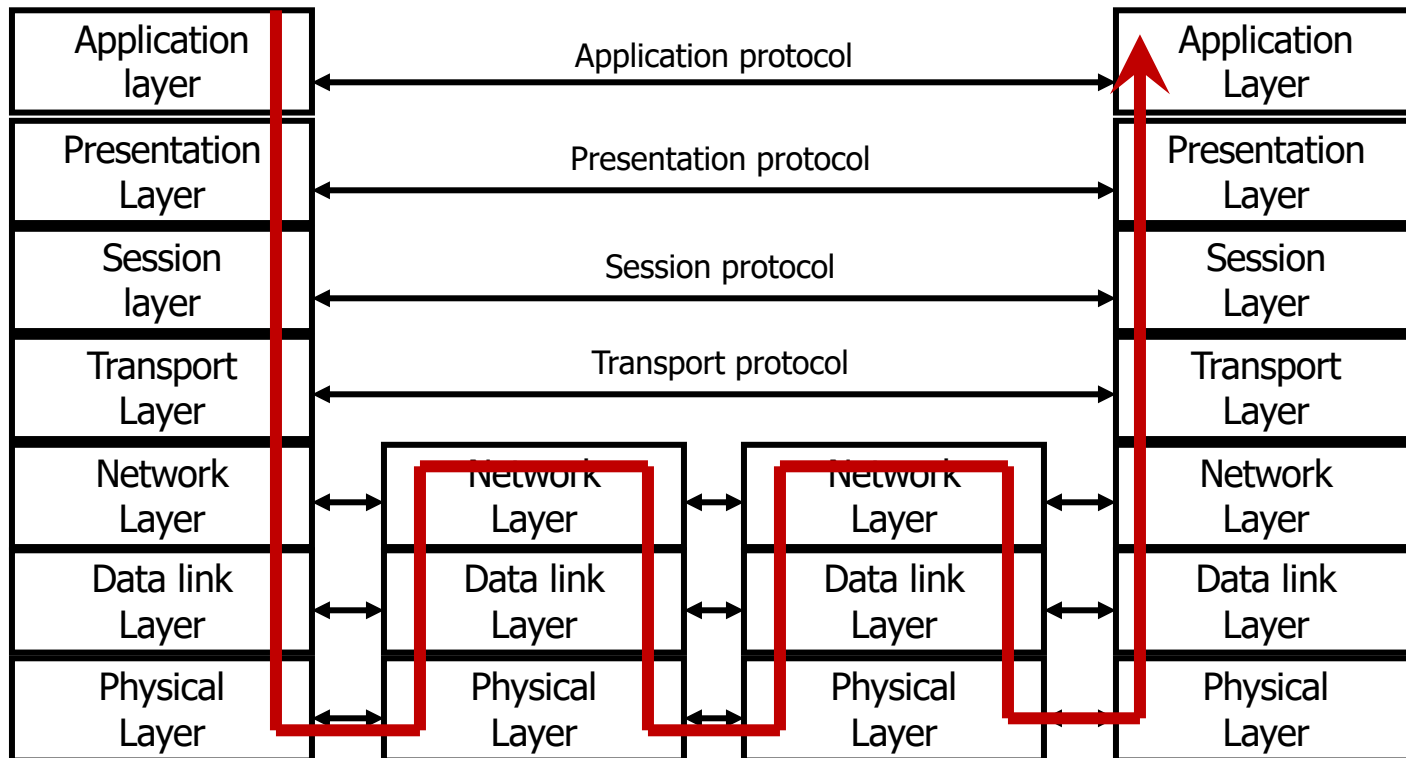 Application
layer
Application protocol
Application
Layer
Presentation
Layer
Presentation protocol
Presentation
Layer
Session
layer
Session protocol
Session
Layer
Transport
Layer
Transport protocol
Transport
Layer
Network
Layer
Network
Layer
Network
Layer
Network
Layer
Data link
Layer
Data link
Layer
Data link
Layer
Data link
Layer
Physical
Layer
Physical
Layer
Physical
Layer
Physical
Layer